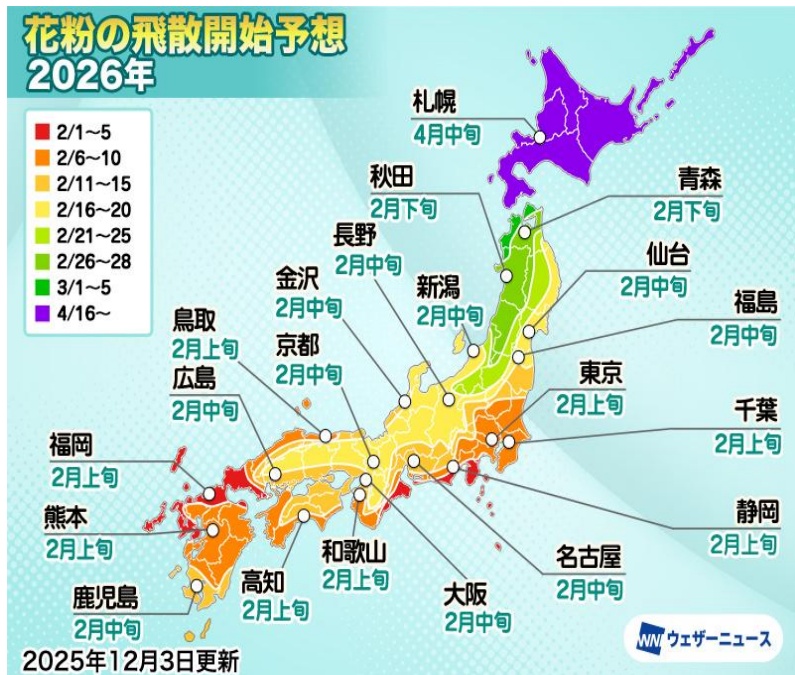 花粉の飛散開始予想
2026年
2/1～5
2/6～10
2/11～15
2/16～20
2/21～25
2/26～28
3/1～5
4/16～
札幌
4月中旬
秋田
2月下旬
青森
2月下旬
長野
2月中旬
仙台
2月中旬
金沢
2月中旬
新潟
2月中旬
福島
2月中旬
鳥取
2月上旬
京都
2月中旬
東京
2月上旬
広島
2月中旬
千葉
2月上旬
福岡
2月上旬
静岡
2月上旬
熊本
2月上旬
和歌山
2月上旬
名古屋
2月中旬
高知
2月上旬
大阪
2月中旬
鹿児島
2月中旬
WN ウェザーニュース
2025年12月3日更新